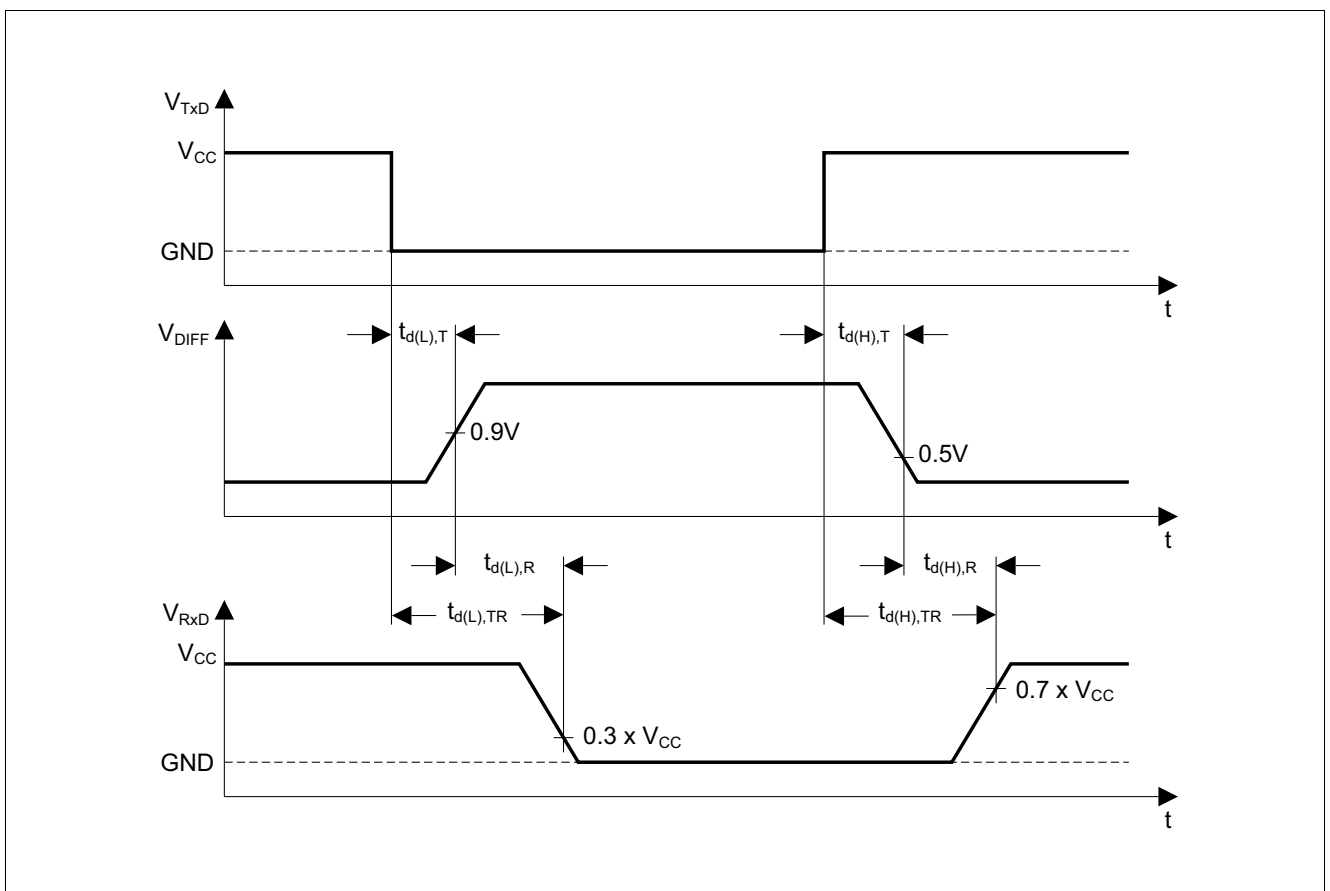 V_TxD
V_CC
GND
t
V_DIFF
t_d(L),T
t_d(H),T
0.9V
0.5V
t
t_d(L),R
t_d(H),R
V_RxD
t_d(L),TR
t_d(H),TR
V_CC
0.7 x V_CC
0.3 x V_CC
GND
t